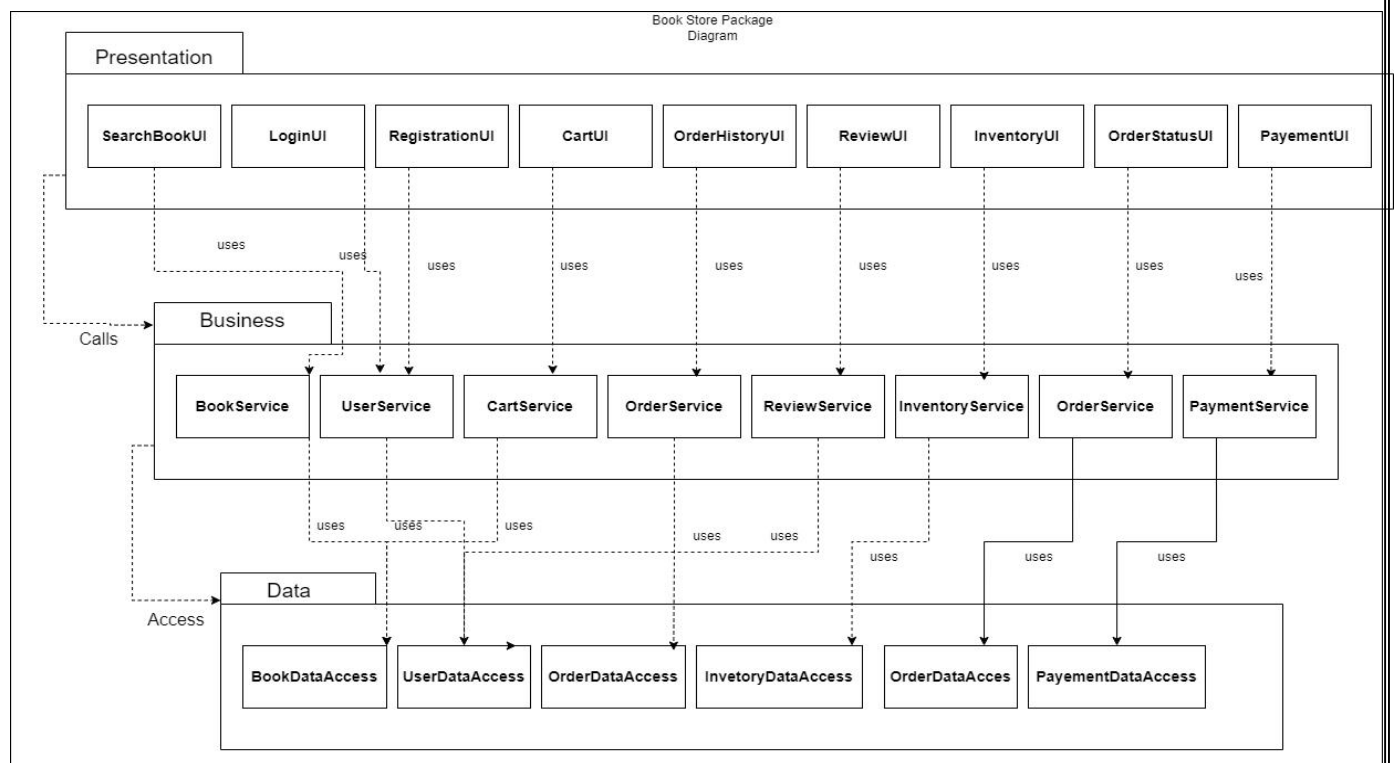 Book Store Package
Diagram
Presentation
SearchBookUI
LoginUI
RegistrationUI
CartUI
OrderHistoryUI
ReviewUI
InventoryUI
OrderStatusUI
PayementUI
uses
uses
uses
uses
uses
uses
uses
uses
uses
Calls
Business
BookService
UserService
CartService
OrderService
ReviewService
InventoryService
OrderService
PaymentService
uses
uses
uses
uses
uses
uses
uses
uses
Access
Data
BookDataAccess
UserDataAccess
OrderDataAccess
InvetoryDataAccess
OrderDataAcces
PayementDataAccess